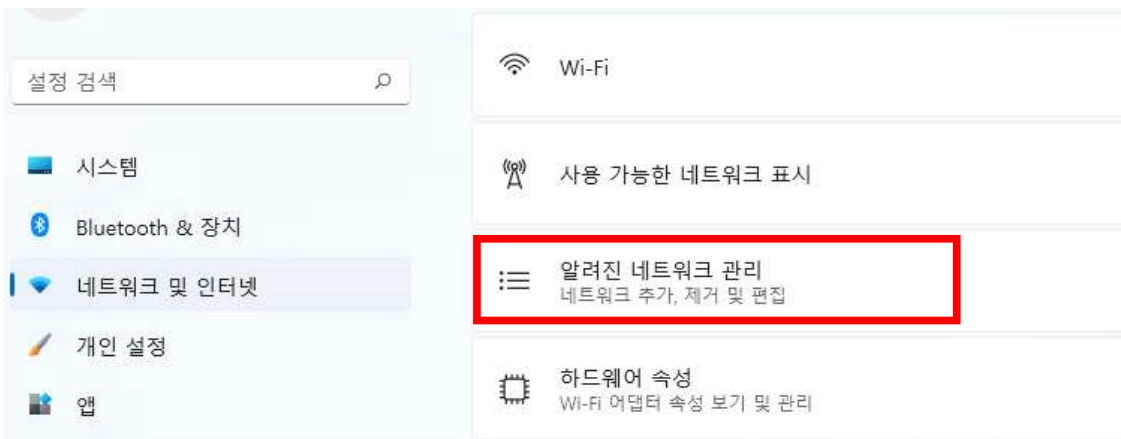 설정 검색
시스템
Bluetooth & 장치
네트워크 및 인터넷
개인 설정
앱
Wi-Fi
사용 가능한 네트워크 표시
알려진 네트워크 관리
네트워크 추가, 제거 및 편집
하드웨어 속성
Wi-Fi 어댑터 속성 보기 및 관리